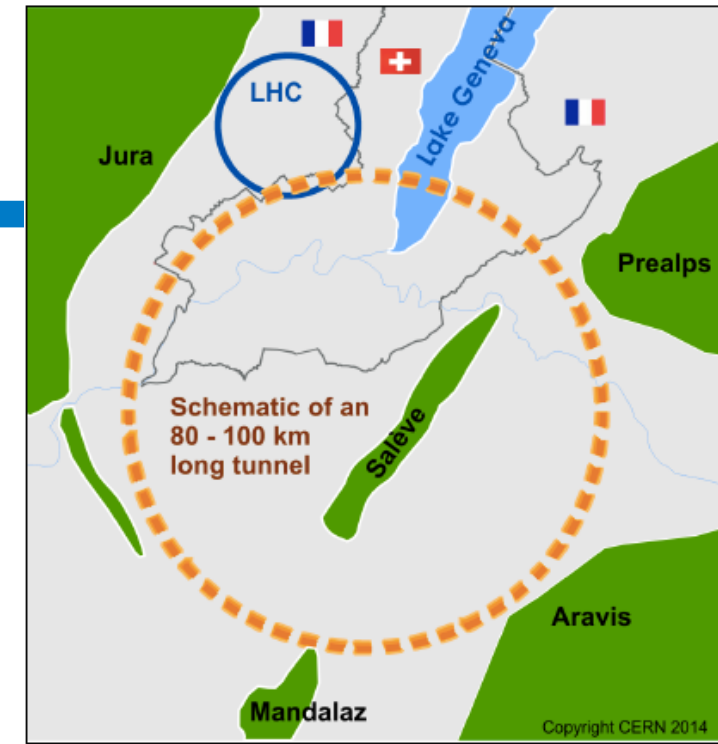 LHC
Lake Geneva
Jura
Prealps
Schematic of an
80 - 100 km
long tunnel
Salève
Aravis
Mandalaz
Copyright CERN 2014